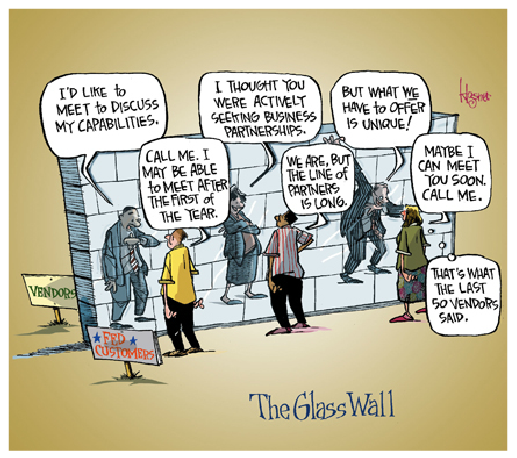 I'D LIKE to
MEET to DISCUSS
MY CAPABILITIES.
CALL ME. I
MAY BE ABLE
to MEET AFTER
THE FIRST OF
THE YEAR.
I THOUGHT YOU
WERE ACTIVELY
SEEKING BUSINESS
PARTNERSHIPS.
WE ARE, BUT
THE LINE OF
PARTNERS
IS LONG.
BUT WHAT WE
HAVE to OFFER
IS UNIQUE!
MAYBE I
CAN MEET
YOU SOON.
CALL ME.
THAT'S WHAT
THE LAST
50 VENDORS
SAID.
VENDORS
FED
CUSTOMERS
The Glass Wall